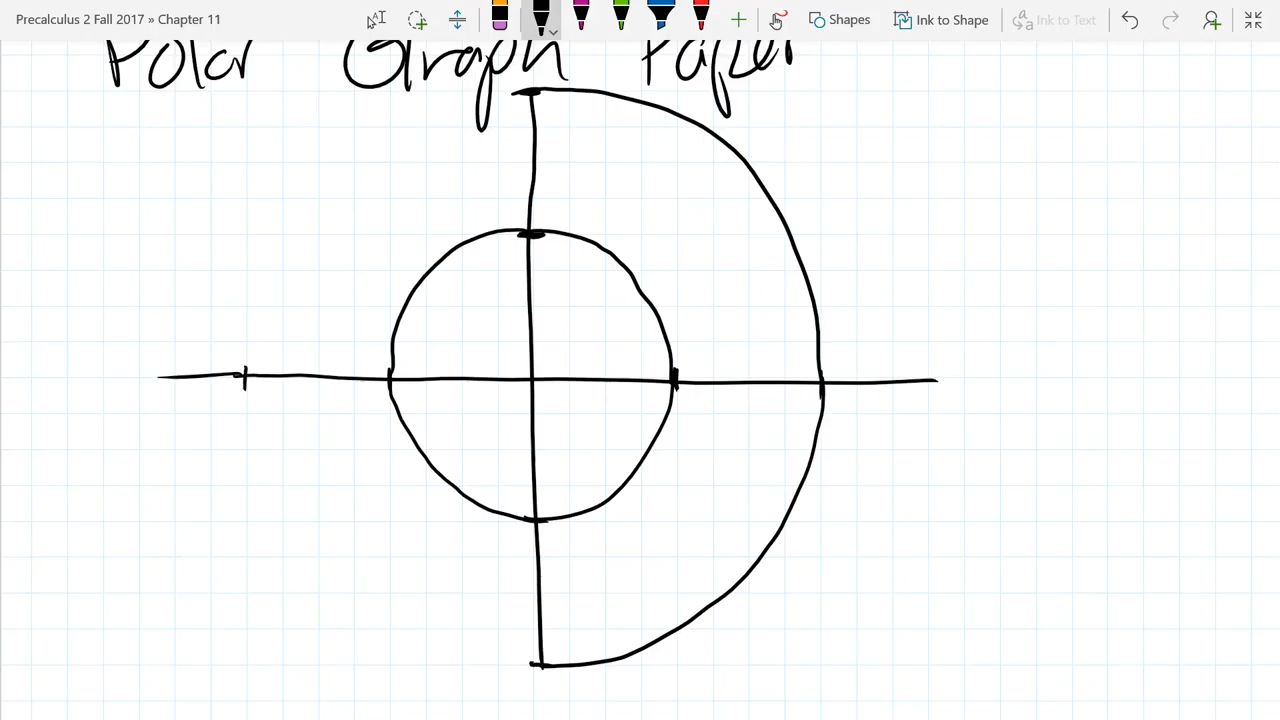 Precalculus 2 Fall 2017 » Chapter 11
Shapes
Ink to Shape
Ink to Text
Polar Graph Paper